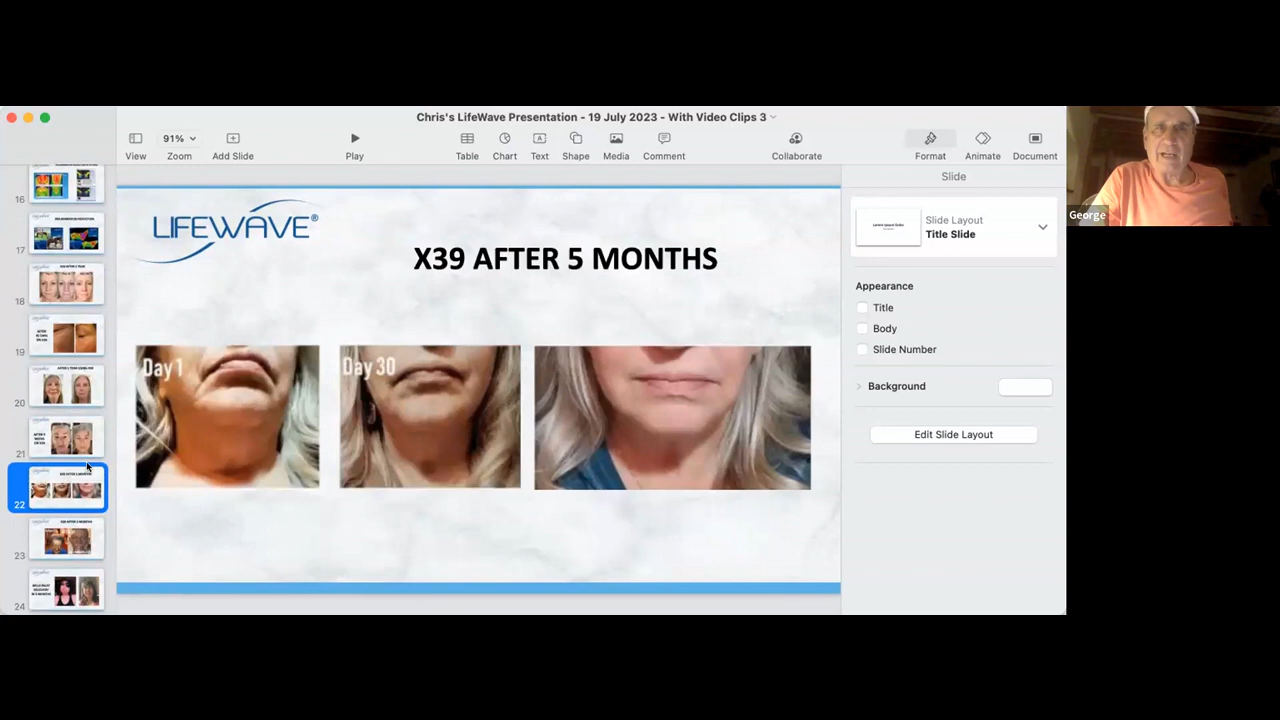 Chris's LifeWave Presentation - 19 July 2023 - With Video Clips 3
91%
View
Zoom
Add Slide
Play
Table
Chart
Text
Shape
Media
Comment
Collaborate
Format
Animate
Document
16
17
18
19
20
21
22
23
24
LIFEWAVE®
X39 AFTER 5 MONTHS
Day 1
Day 30
Slide
Slide Layout
Title Slide
Appearance
Title
Body
Slide Number
Background
Edit Slide Layout
George